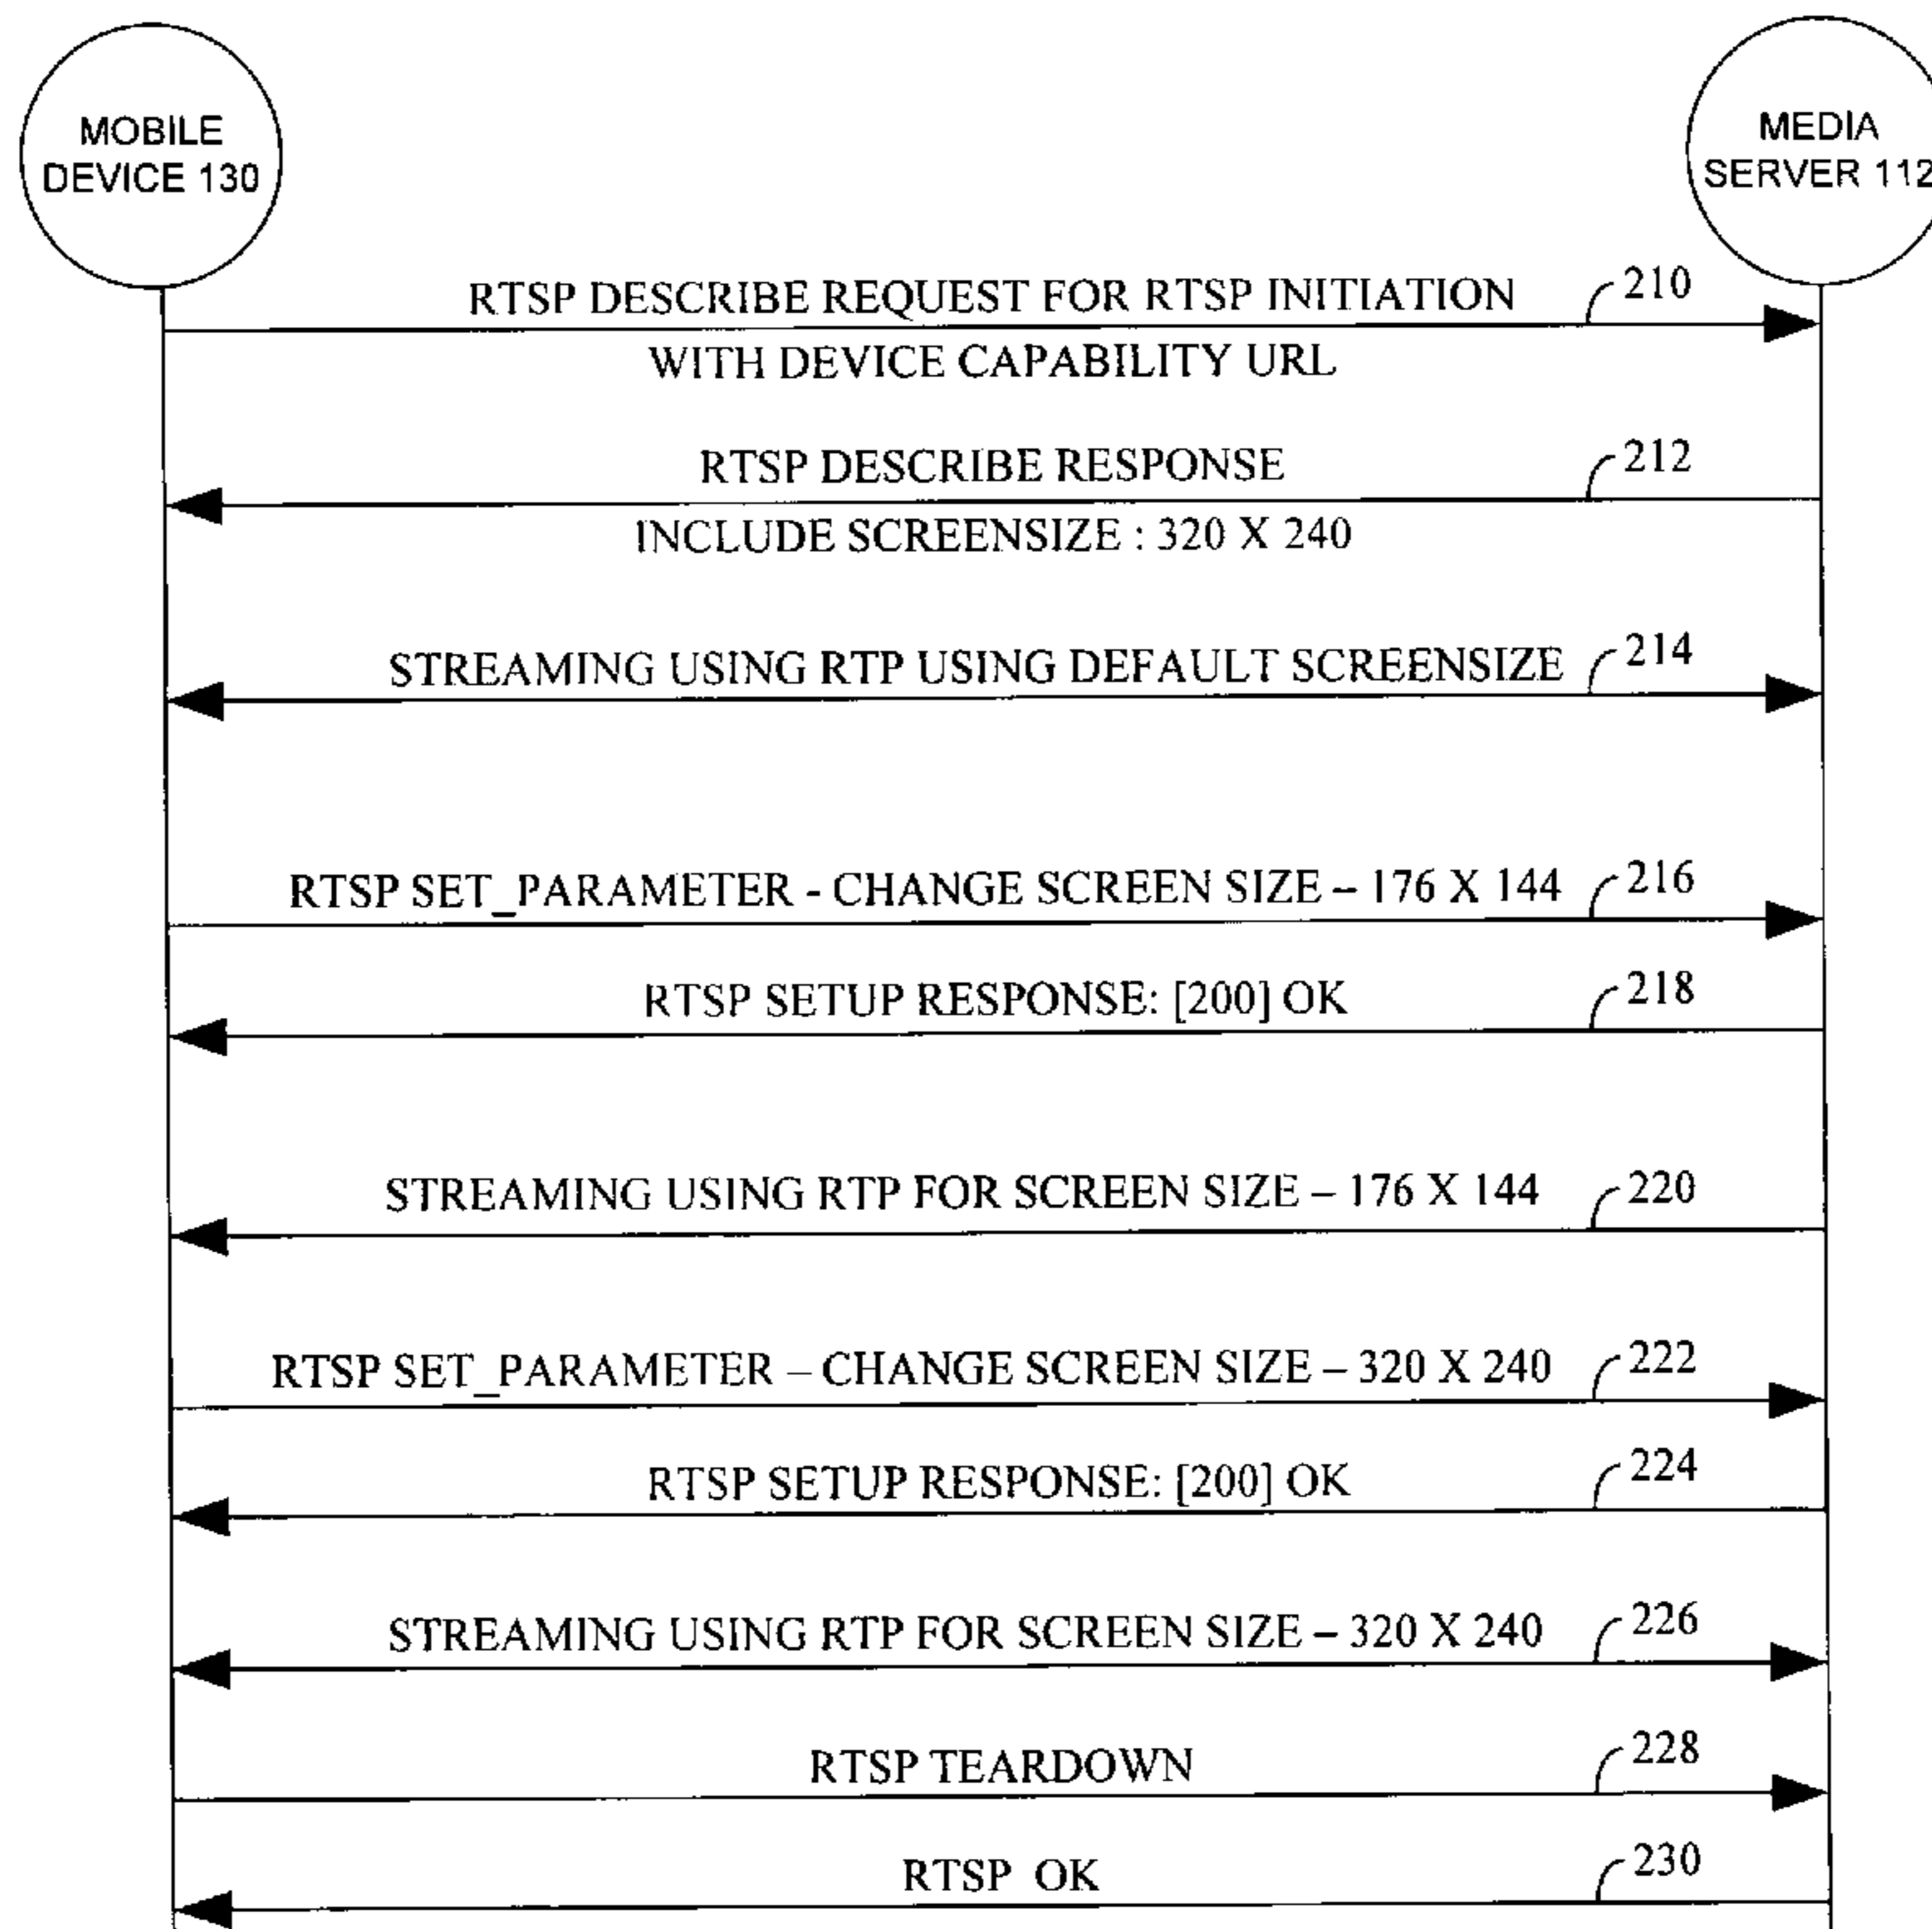 MOBILE
DEVICE 130
MEDIA
SERVER 112
RTSP DESCRIBE REQUEST FOR RTSP INITIATION
210
WITH DEVICE CAPABILITY URL
RTSP DESCRIBE RESPONSE
212
INCLUDE SCREENSIZE : 320 X 240
STREAMING USING RTP USING DEFAULT SCREENSIZE
214
RTSP SET_PARAMETER - CHANGE SCREEN SIZE – 176 X 144
216
RTSP SETUP RESPONSE: [200] OK
218
STREAMING USING RTP FOR SCREEN SIZE – 176 X 144
220
RTSP SET_PARAMETER – CHANGE SCREEN SIZE – 320 X 240
222
RTSP SETUP RESPONSE: [200] OK
224
STREAMING USING RTP FOR SCREEN SIZE – 320 X 240
226
RTSP TEARDOWN
228
RTSP OK
230